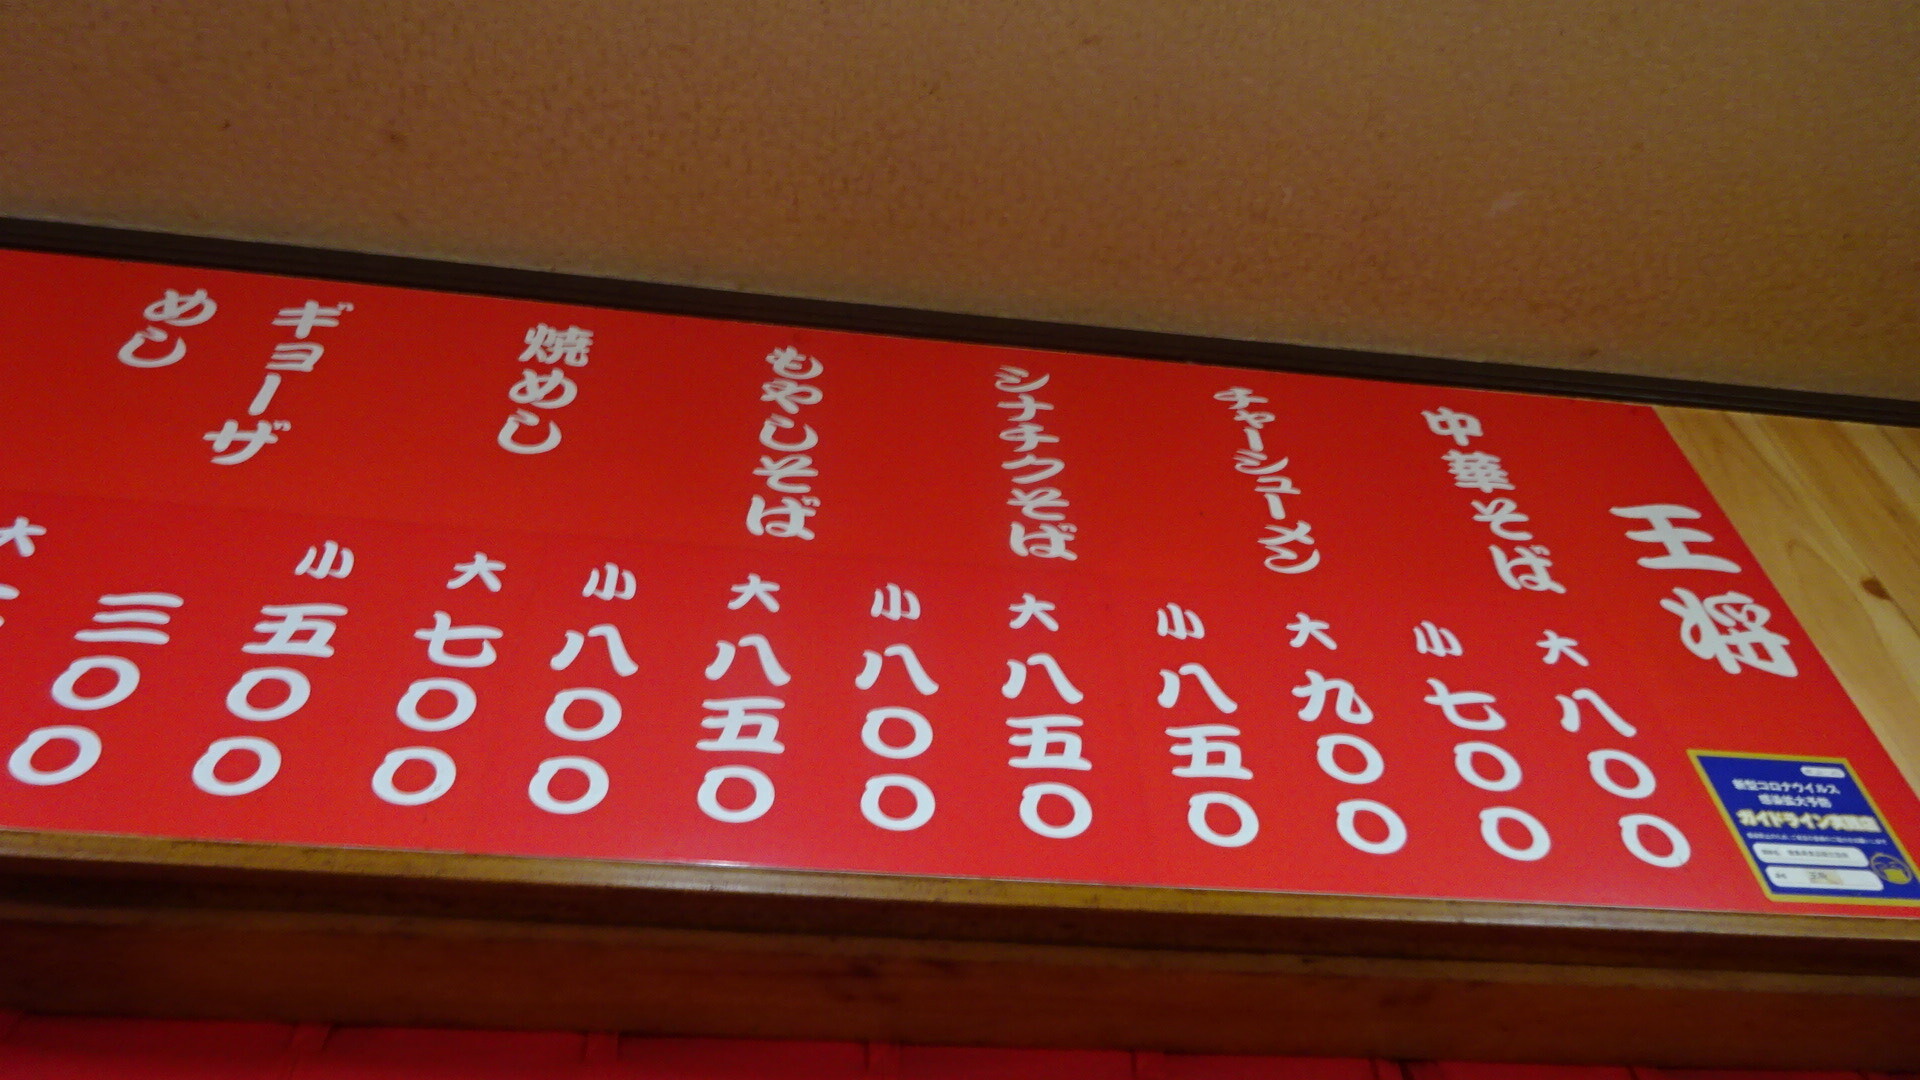 王将
中華そば
大 八〇〇
小 七〇〇
チャーシューメン
大 九〇〇
小 八五〇
シナチクそば
大 八五〇
小 八〇〇
もやしそば
大 八五〇
小 八〇〇
焼めし
大 七〇〇
小 五〇〇
ギョーザ
三〇〇
めし
大
新型コロナウイルス
感染拡大予防
ガイドライン実践店